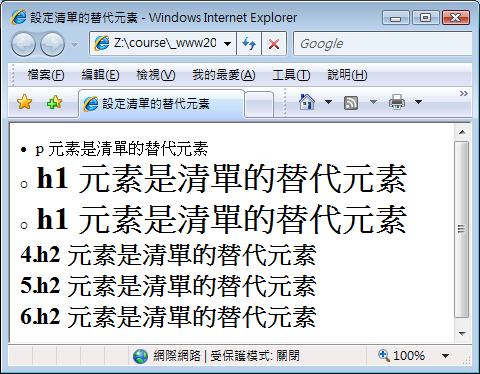 設定清單的替代元素 - Windows Internet Explorer
Z:\course\_www20
Google
檔案(F) 編輯(E) 檢視(V) 我的最愛(A) 工具(T) 說明(H)
設定清單的替代元素
p 元素是清單的替代元素
h1 元素是清單的替代元素
h1 元素是清單的替代元素
4.h2 元素是清單的替代元素
5.h2 元素是清單的替代元素
6.h2 元素是清單的替代元素
網際網路 | 受保護模式: 關閉 100%